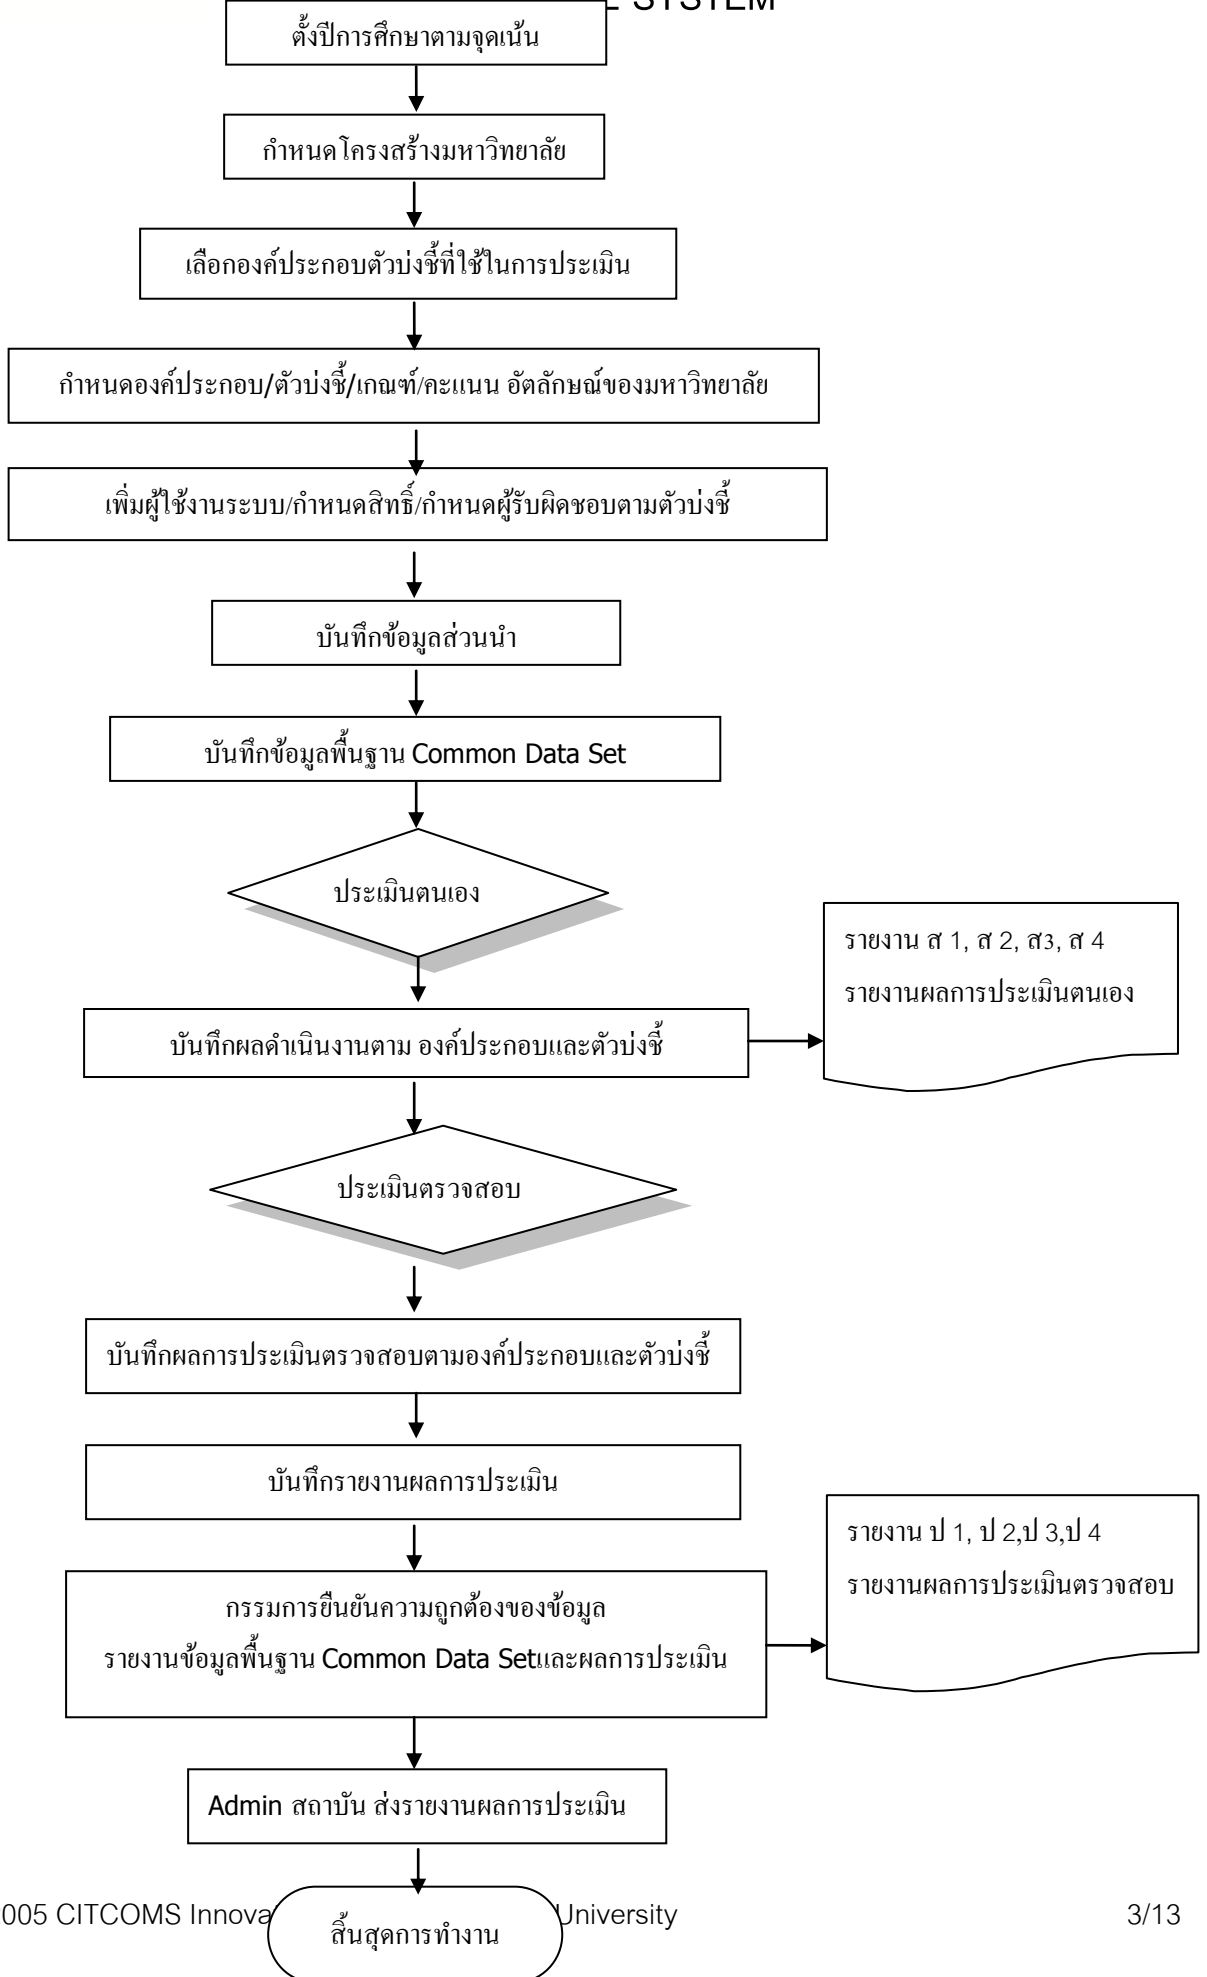 SYSTEM
ตั้งปีการศึกษาตามจุดเน้น
กำหนดโครงสร้างมหาวิทยาลัย
เลือกองค์ประกอบตัวบ่งชี้ที่ใช้ในการประเมิน
กำหนดองค์ประกอบ/ตัวบ่งชี้/เกณฑ์/คะแนน อัตลักษณ์ของมหาวิทยาลัย
เพิ่มผู้ใช้งานระบบ/กำหนดสิทธิ์/กำหนดผู้รับผิดชอบตามตัวบ่งชี้
บันทึกข้อมูลส่วนนำ
บันทึกข้อมูลพื้นฐาน Common Data Set
ประเมินตนเอง
รายงาน ส 1, ส 2, ส3, ส 4
รายงานผลการประเมินตนเอง
บันทึกผลดำเนินงานตาม องค์ประกอบและตัวบ่งชี้
ประเมินตรวจสอบ
บันทึกผลการประเมินตรวจสอบตามองค์ประกอบและตัวบ่งชี้
บันทึกรายงานผลการประเมิน
รายงาน ป 1, ป 2,ป 3,ป 4
รายงานผลการประเมินตรวจสอบ
กรรมการยืนยันความถูกต้องของข้อมูล
รายงานข้อมูลพื้นฐาน Common Data Setและผลการประเมิน
Admin สถาบัน ส่งรายงานผลการประเมิน
005 CITCOMS Innova University 3/13
สิ้นสุดการทำงาน